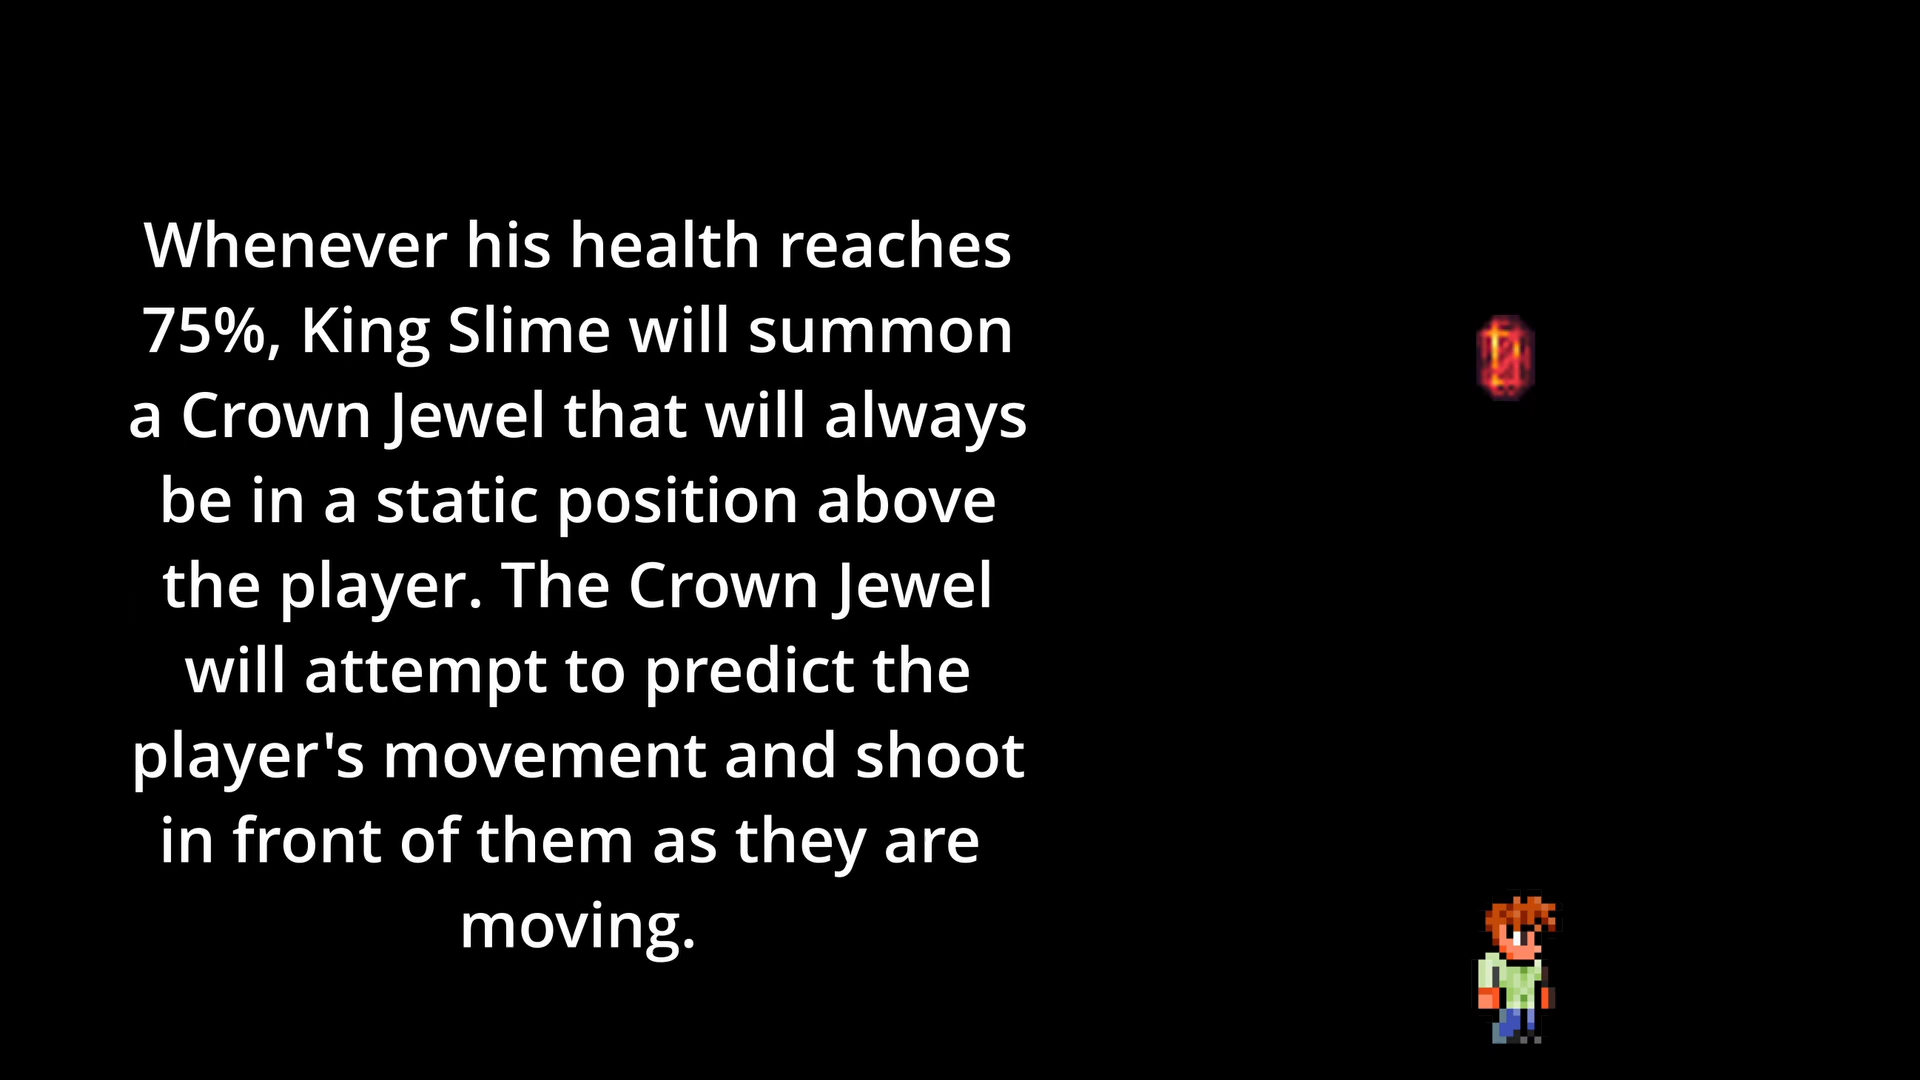 Whenever his health reaches
75%, King Slime will summon
a Crown Jewel that will always
be in a static position above
the player. The Crown Jewel
will attempt to predict the
player's movement and shoot
in front of them as they are
moving.